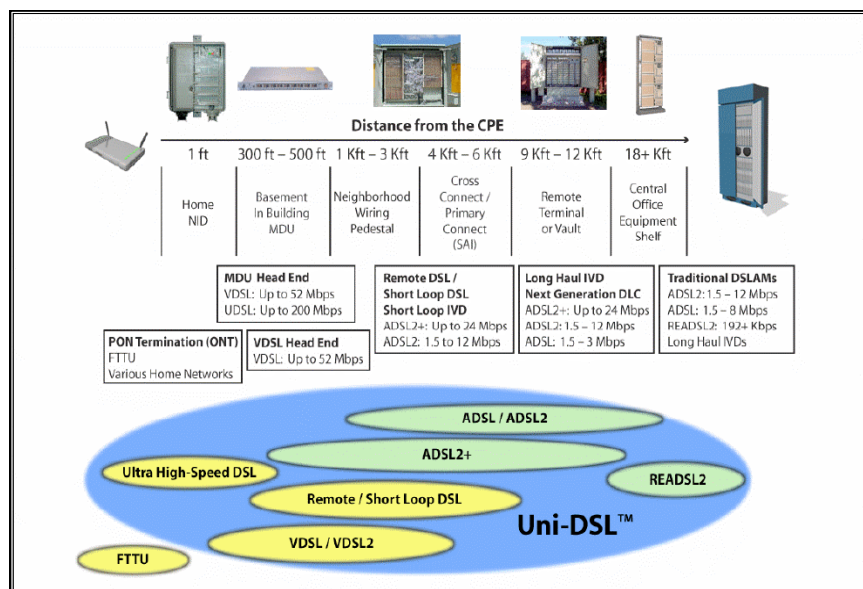 Distance from the CPE
1 ft
300 ft – 500 ft
1 Kft – 3 Kft
4 Kft – 6 Kft
9 Kft – 12 Kft
18+ Kft
Home
NID
Basement
In Building
MDU
Neighborhood
Wiring
Pedestal
Cross
Connect /
Primary
Connect
(SAI)
Remote
Terminal
or Vault
Central
Office
Equipment
Shelf
MDU Head End
VDSL: Up to 52 Mbps
UDSL: Up to 200 Mbps
Remote DSL /
Short Loop DSL
Short Loop IVD
ADSL2+: Up to 24 Mbps
ADSL2: 1.5 to 12 Mbps
Long Haul IVD
Next Generation DLC
ADSL2+: Up to 24 Mbps
ADSL2: 1.5 – 12 Mbps
ADSL: 1.5 – 3 Mbps
Traditional DSLAMs
ADSL2: 1.5 – 12 Mbps
ADSL: 1.5 – 8 Mbps
READSL2: 192+ Kbps
Long Haul IVDs
PON Termination (ONT)
FTTU
Various Home Networks
VDSL Head End
VDSL: Up to 52 Mbps
ADSL / ADSL2
ADSL2+
Ultra High-Speed DSL
READSL2
Remote / Short Loop DSL
Uni-DSL™
VDSL / VDSL2
FTTU